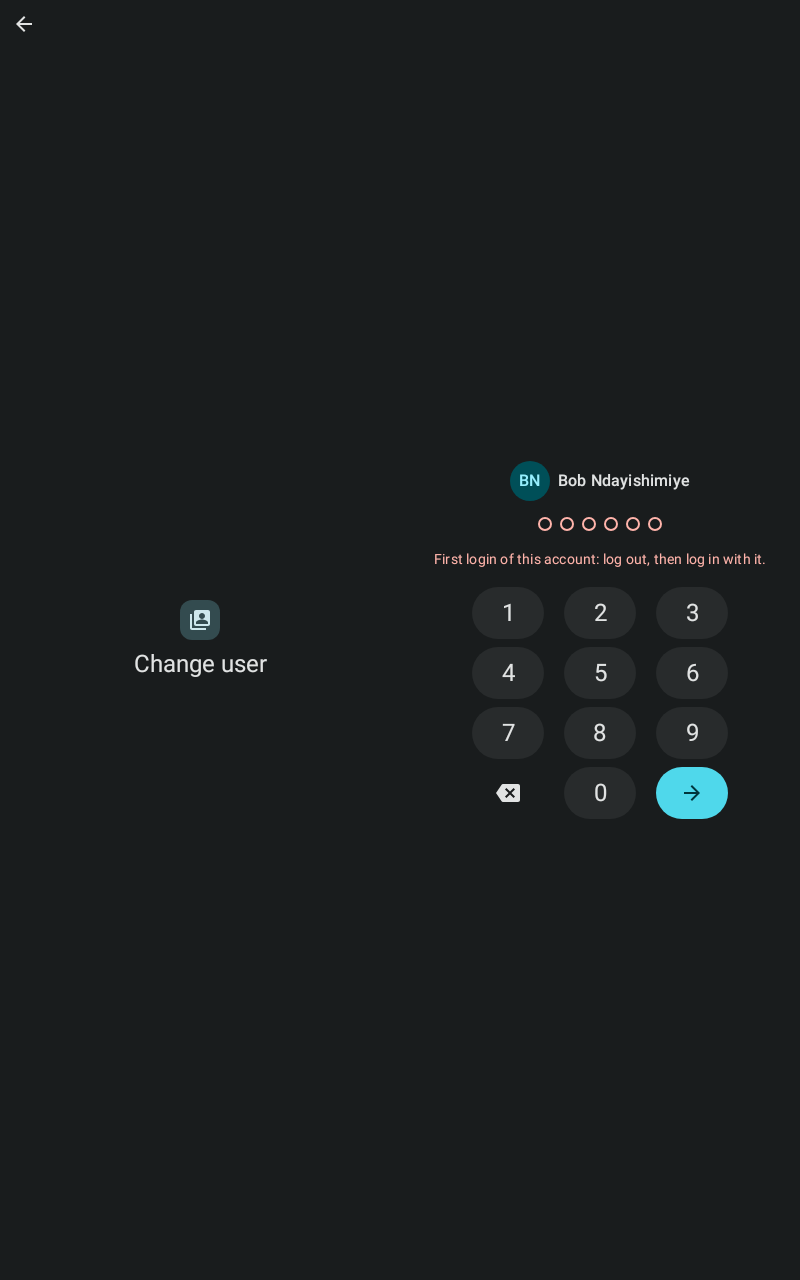 Change user
BN Bob Ndayishimiye
First login of this account: log out, then log in with it.
1 2 3
4 5 6
7 8 9
0